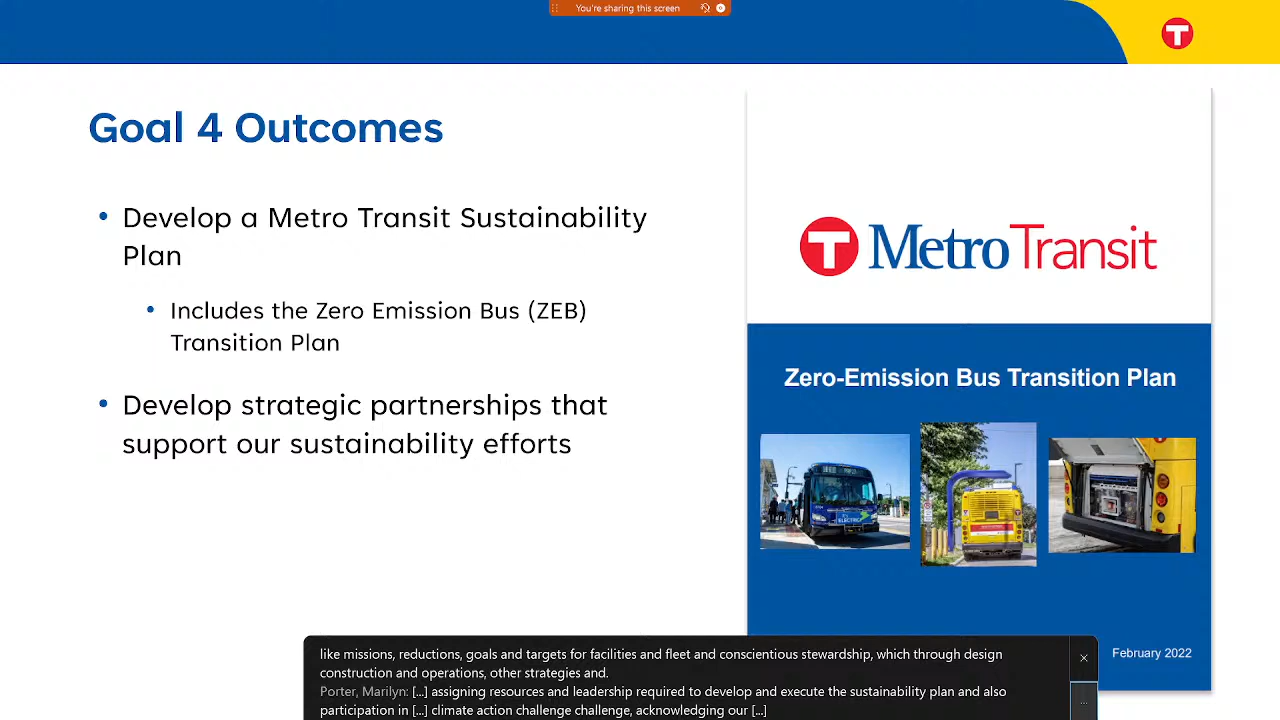 You're sharing this screen
T
Goal 4 Outcomes
• Develop a Metro Transit Sustainability
Plan
• Includes the Zero Emission Bus (ZEB)
Transition Plan
• Develop strategic partnerships that
support our sustainability efforts
T MetroTransit
Zero-Emission Bus Transition Plan
ELECTRIC
February 2022
like missions, reductions, goals and targets for facilities and fleet and conscientious stewardship, which through design
construction and operations, other strategies and.
Porter, Marilyn: [...] assigning resources and leadership required to develop and execute the sustainability plan and also
participation in [...] climate action challenge challenge, acknowledging our [...]